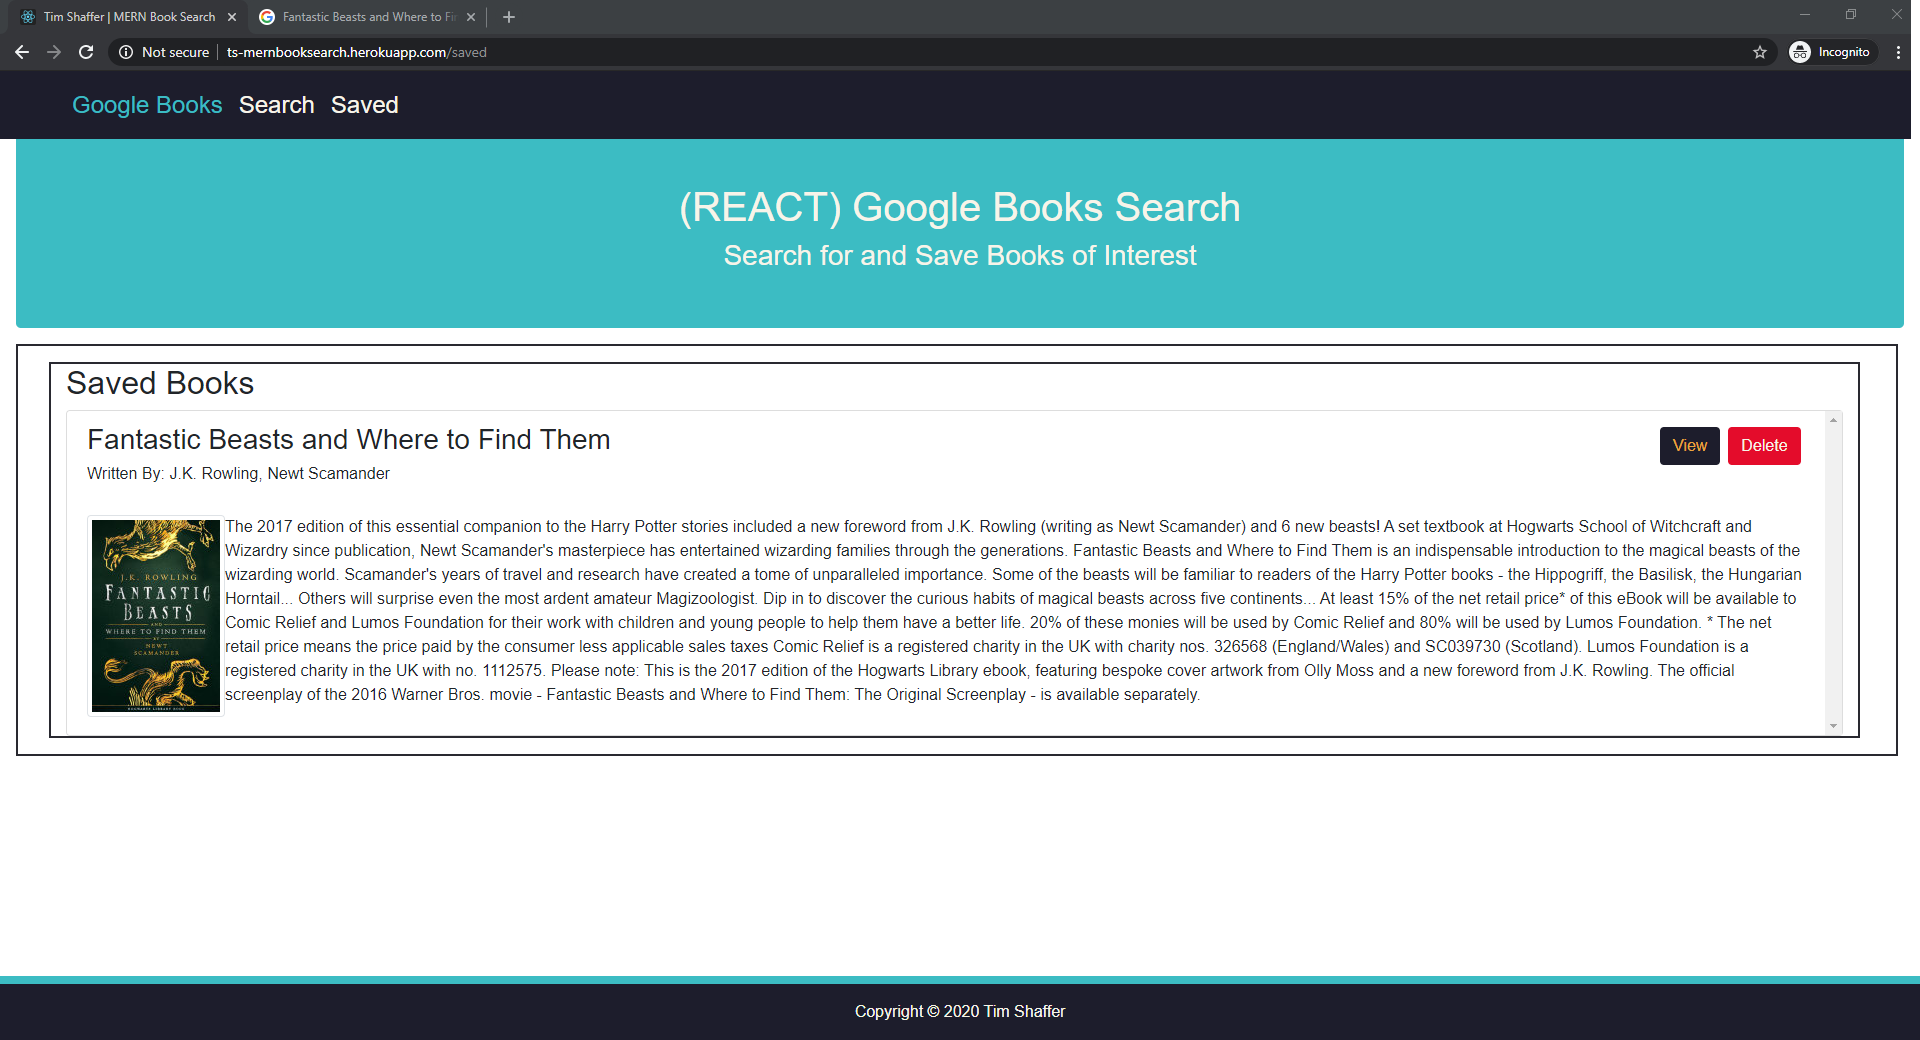 Tim Shaffer | MERN Book Search
Fantastic Beasts and Where to Fi
Not secure
ts-mernbooksearch.herokuapp.com/saved
Incognito
Google Books Search Saved
(REACT) Google Books Search
Search for and Save Books of Interest
Saved Books
Fantastic Beasts and Where to Find Them
View
Delete
Written By: J.K. Rowling, Newt Scamander
J.K. ROWLING
FANTASTIC
BEASTS
AND
WHERE TO FIND THEM
BY
NEWT
SCAMANDER
HOGWARTS LIBRARY BOOK
The 2017 edition of this essential companion to the Harry Potter stories included a new foreword from J.K. Rowling (writing as Newt Scamander) and 6 new beasts! A set textbook at Hogwarts School of Witchcraft and
Wizardry since publication, Newt Scamander's masterpiece has entertained wizarding families through the generations. Fantastic Beasts and Where to Find Them is an indispensable introduction to the magical beasts of the
wizarding world. Scamander's years of travel and research have created a tome of unparalleled importance. Some of the beasts will be familiar to readers of the Harry Potter books - the Hippogriff, the Basilisk, the Hungarian
Horntail... Others will surprise even the most ardent amateur Magizoologist. Dip in to discover the curious habits of magical beasts across five continents... At least 15% of the net retail price* of this eBook will be available to
Comic Relief and Lumos Foundation for their work with children and young people to help them have a better life. 20% of these monies will be used by Comic Relief and 80% will be used by Lumos Foundation. * The net
retail price means the price paid by the consumer less applicable sales taxes Comic Relief is a registered charity in the UK with charity nos. 326568 (England/Wales) and SC039730 (Scotland). Lumos Foundation is a
registered charity in the UK with no. 1112575. Please note: This is the 2017 edition of the Hogwarts Library ebook, featuring bespoke cover artwork from Olly Moss and a new foreword from J.K. Rowling. The official
screenplay of the 2016 Warner Bros. movie - Fantastic Beasts and Where to Find Them: The Original Screenplay - is available separately.
Copyright © 2020 Tim Shaffer